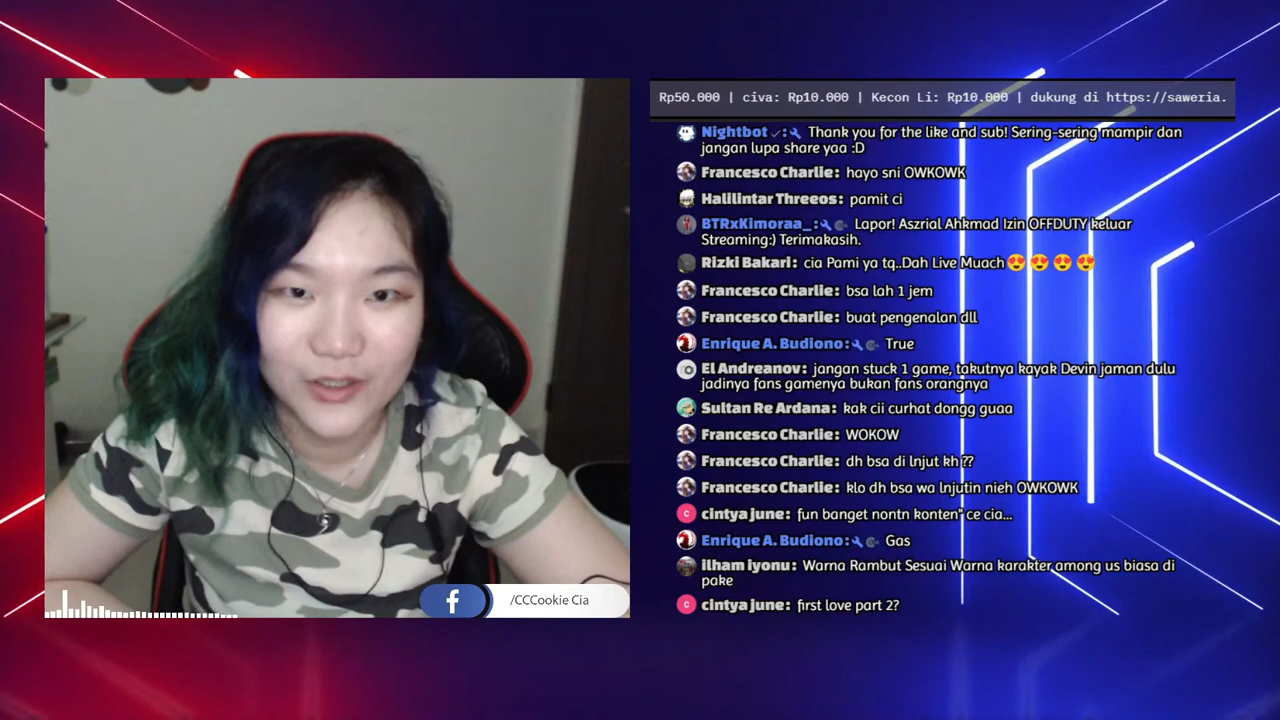 Rp50.000 | civa: Rp10.000 | Kecon Li: Rp10.000 | dukung di https://saweria.
Nightbot ✓: Thank you for the like and sub! Sering-sering mampir dan
jangan lupa share yaa :D
Francesco Charlie: hayo sni OWKOWK
Halilintar Threeos: pamit ci
BTRxKimoraa_: Lapor! Aszrial Ahkmad Izin OFFDUTY keluar
Streaming:) Terimakasih.
Rizki Bakari: cia Pami ya tq..Dah Live Muach😍😍😍😍
Francesco Charlie: bsa lah 1 jem
Francesco Charlie: buat pengenalan dll
Enrique A. Budiono: True
El Andreanov: jangan stuck 1 game, takutnya kayak Devin jaman dulu
jadinya fans gamenya bukan fans orangnya
Sultan Re Ardana: kak cii curhat dongg guaa
Francesco Charlie: WOKOW
Francesco Charlie: dh bsa di lnjut kh ??
Francesco Charlie: klo dh bsa wa lnjutin nieh OWKOWK
cintya june: fun banget nontn konten" ce cia...
Enrique A. Budiono: Gas
ilham iyonu: Warna Rambut Sesuai Warna karakter among us biasa di
pake
cintya june: first love part 2?
/CCCookie Cia